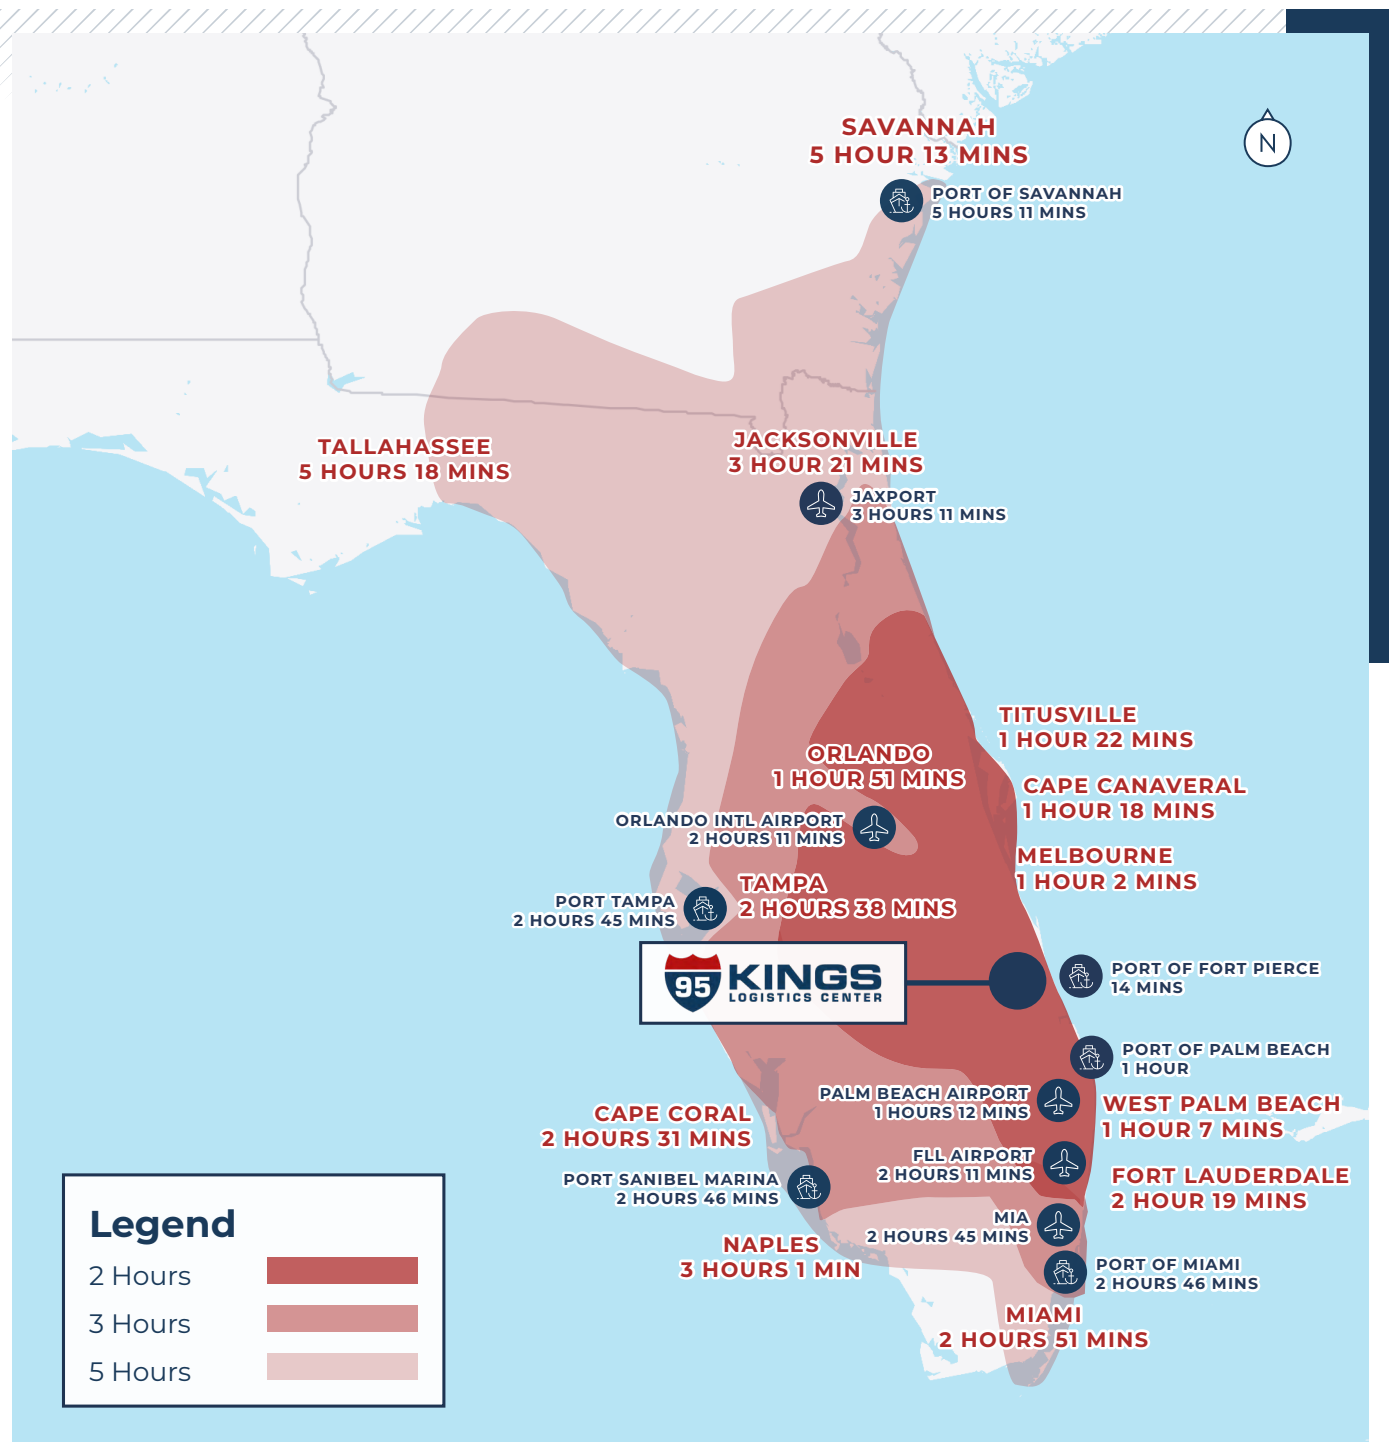 SAVANNAH
5 HOUR 13 MINS
N
PORT OF SAVANNAH
5 HOURS 11 MINS
TALLAHASSEE
5 HOURS 18 MINS
JACKSONVILLE
3 HOUR 21 MINS
JAXPORT
3 HOURS 11 MINS
TITUSVILLE
1 HOUR 22 MINS
ORLANDO
1 HOUR 51 MINS
CAPE CANAVERAL
1 HOUR 18 MINS
ORLANDO INTL AIRPORT
2 HOURS 11 MINS
MELBOURNE
1 HOUR 2 MINS
TAMPA
2 HOURS 38 MINS
PORT TAMPA
2 HOURS 45 MINS
95 KINGS
LOGISTICS CENTER
PORT OF FORT PIERCE
14 MINS
PORT OF PALM BEACH
1 HOUR
PALM BEACH AIRPORT
1 HOURS 12 MINS
WEST PALM BEACH
1 HOUR 7 MINS
CAPE CORAL
2 HOURS 31 MINS
FLL AIRPORT
2 HOURS 11 MINS
PORT SANIBEL MARINA
2 HOURS 46 MINS
FORT LAUDERDALE
2 HOUR 19 MINS
MIA
2 HOURS 45 MINS
NAPLES
3 HOURS 1 MIN
PORT OF MIAMI
2 HOURS 46 MINS
MIAMI
2 HOURS 51 MINS
Legend
2 Hours
3 Hours
5 Hours